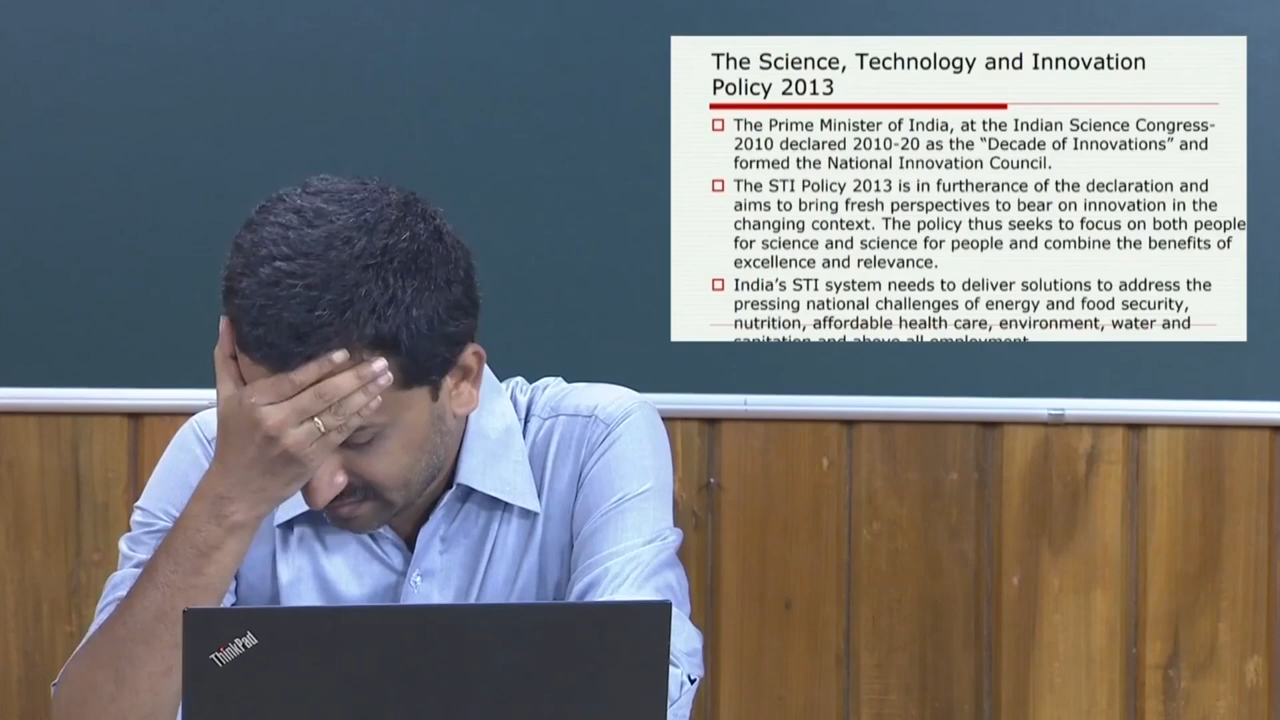 The Science, Technology and Innovation
Policy 2013
The Prime Minister of India, at the Indian Science Congress-
2010 declared 2010-20 as the “Decade of Innovations” and
formed the National Innovation Council.
The STI Policy 2013 is in furtherance of the declaration and
aims to bring fresh perspectives to bear on innovation in the
changing context. The policy thus seeks to focus on both people
for science and science for people and combine the benefits of
excellence and relevance.
India’s STI system needs to deliver solutions to address the
pressing national challenges of energy and food security,
nutrition, affordable health care, environment, water and
sanitation and above all employment.
ThinkPad